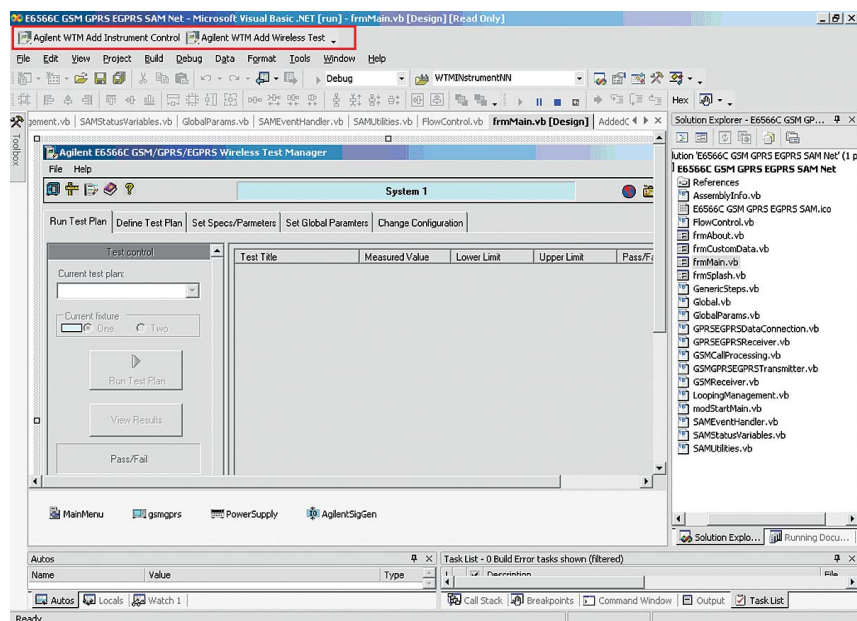 E6566C GSM GPRS EGPRS SAM Net - Microsoft Visual Basic .NET [run] - frmMain.vb [Design] [Read Only]
Agilent WTM Add Instrument Control Agilent WTM Add Wireless Test
File Edit View Project Build Debug Data Format Tools Window Help
Debug WTMINstrumentNN
Hex
gement.vb SAMStatusVariables.vb GlobalParams.vb SAMEventHandler.vb SAMUtilities.vb FlowControl.vb frmMain.vb [Design] AddedC
Solution Explorer - E6566C GSM GP...
Toolbox
Agilent E6566C GSM/GPRS/EGPRS Wireless Test Manager
File Help
System 1
Run Test Plan Define Test Plan Set Specs/Parmeters Set Global Paramters Change Configuration
Test control
Test Title Measured Value Lower Limit Upper Limit Pass/Fa
Current test plan:
Current fixture
One Two
Run Test Plan
View Results
Pass/Fail
MainMenu gsmgprs PowerSupply AgilentSigGen
lution 'E6566C GSM GPRS EGPRS SAM Net' (1 p
E6566C GSM GPRS EGPRS SAM Net
References
AssemblyInfo.vb
E6566C GSM GPRS EGPRS SAM.ico
FlowControl.vb
frmAbout.vb
frmCustomData.vb
frmMain.vb
frmSplash.vb
GenericSteps.vb
Global.vb
GlobalParams.vb
GPRSEGPRSDataConnection.vb
GPRSEGPRSReceiver.vb
GSMCallProcessing.vb
GSMGPRSEGPRSTransmitter.vb
GSMReceiver.vb
LoopingManagement.vb
modStartMain.vb
SAMEventHandler.vb
SAMStatusVariables.vb
SAMUtilities.vb
Solution Explo... Running Docu...
Autos
Name Value Type
Autos Locals Watch 1
Task List - 0 Build Error tasks shown (filtered)
! Description File
Call Stack Breakpoints Command Window Output Task List
Ready